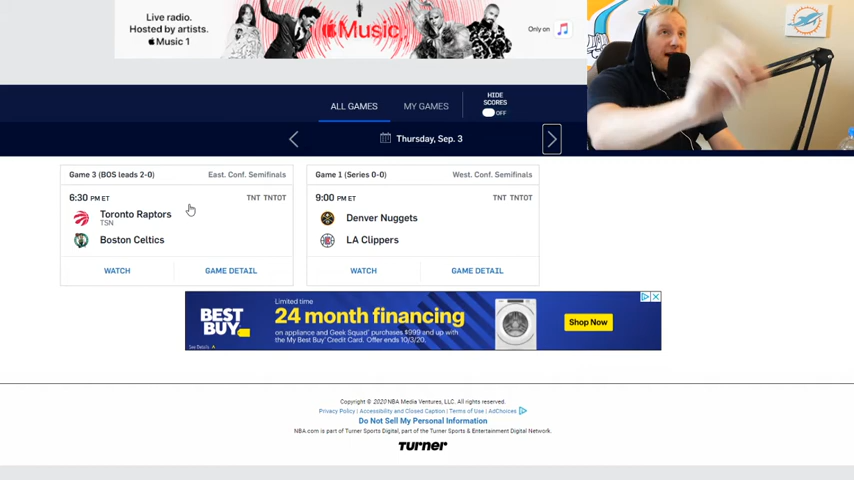 Live radio.
Hosted by artists.
Music 1
Music
Only on
ALL GAMES
MY GAMES
HIDE
SCORES
OFF
Thursday, Sep. 3
Game 3 (BOS leads 2-0)
East. Conf. Semifinals
6:30 PM ET
TNT TNTOT
Toronto Raptors
TSN
Boston Celtics
WATCH
GAME DETAIL
Game 1 (Series 0-0)
West. Conf. Semifinals
9:00 PM ET
TNT TNTOT
Denver Nuggets
LA Clippers
WATCH
GAME DETAIL
BEST
BUY
See Details
Limited time
24 month financing
on appliance and Geek Squad® purchases $999 and up with
the My Best Buy® Credit Card. Offer ends 10/3/20.
Shop Now
Copyright © 2020 NBA Media Ventures, LLC. All rights reserved.
Privacy Policy | Accessibility and Closed Caption | Terms of Use | AdChoices
Do Not Sell My Personal Information
NBA.com is part of Turner Sports Digital, part of the Turner Sports & Entertainment Digital Network.
Turner